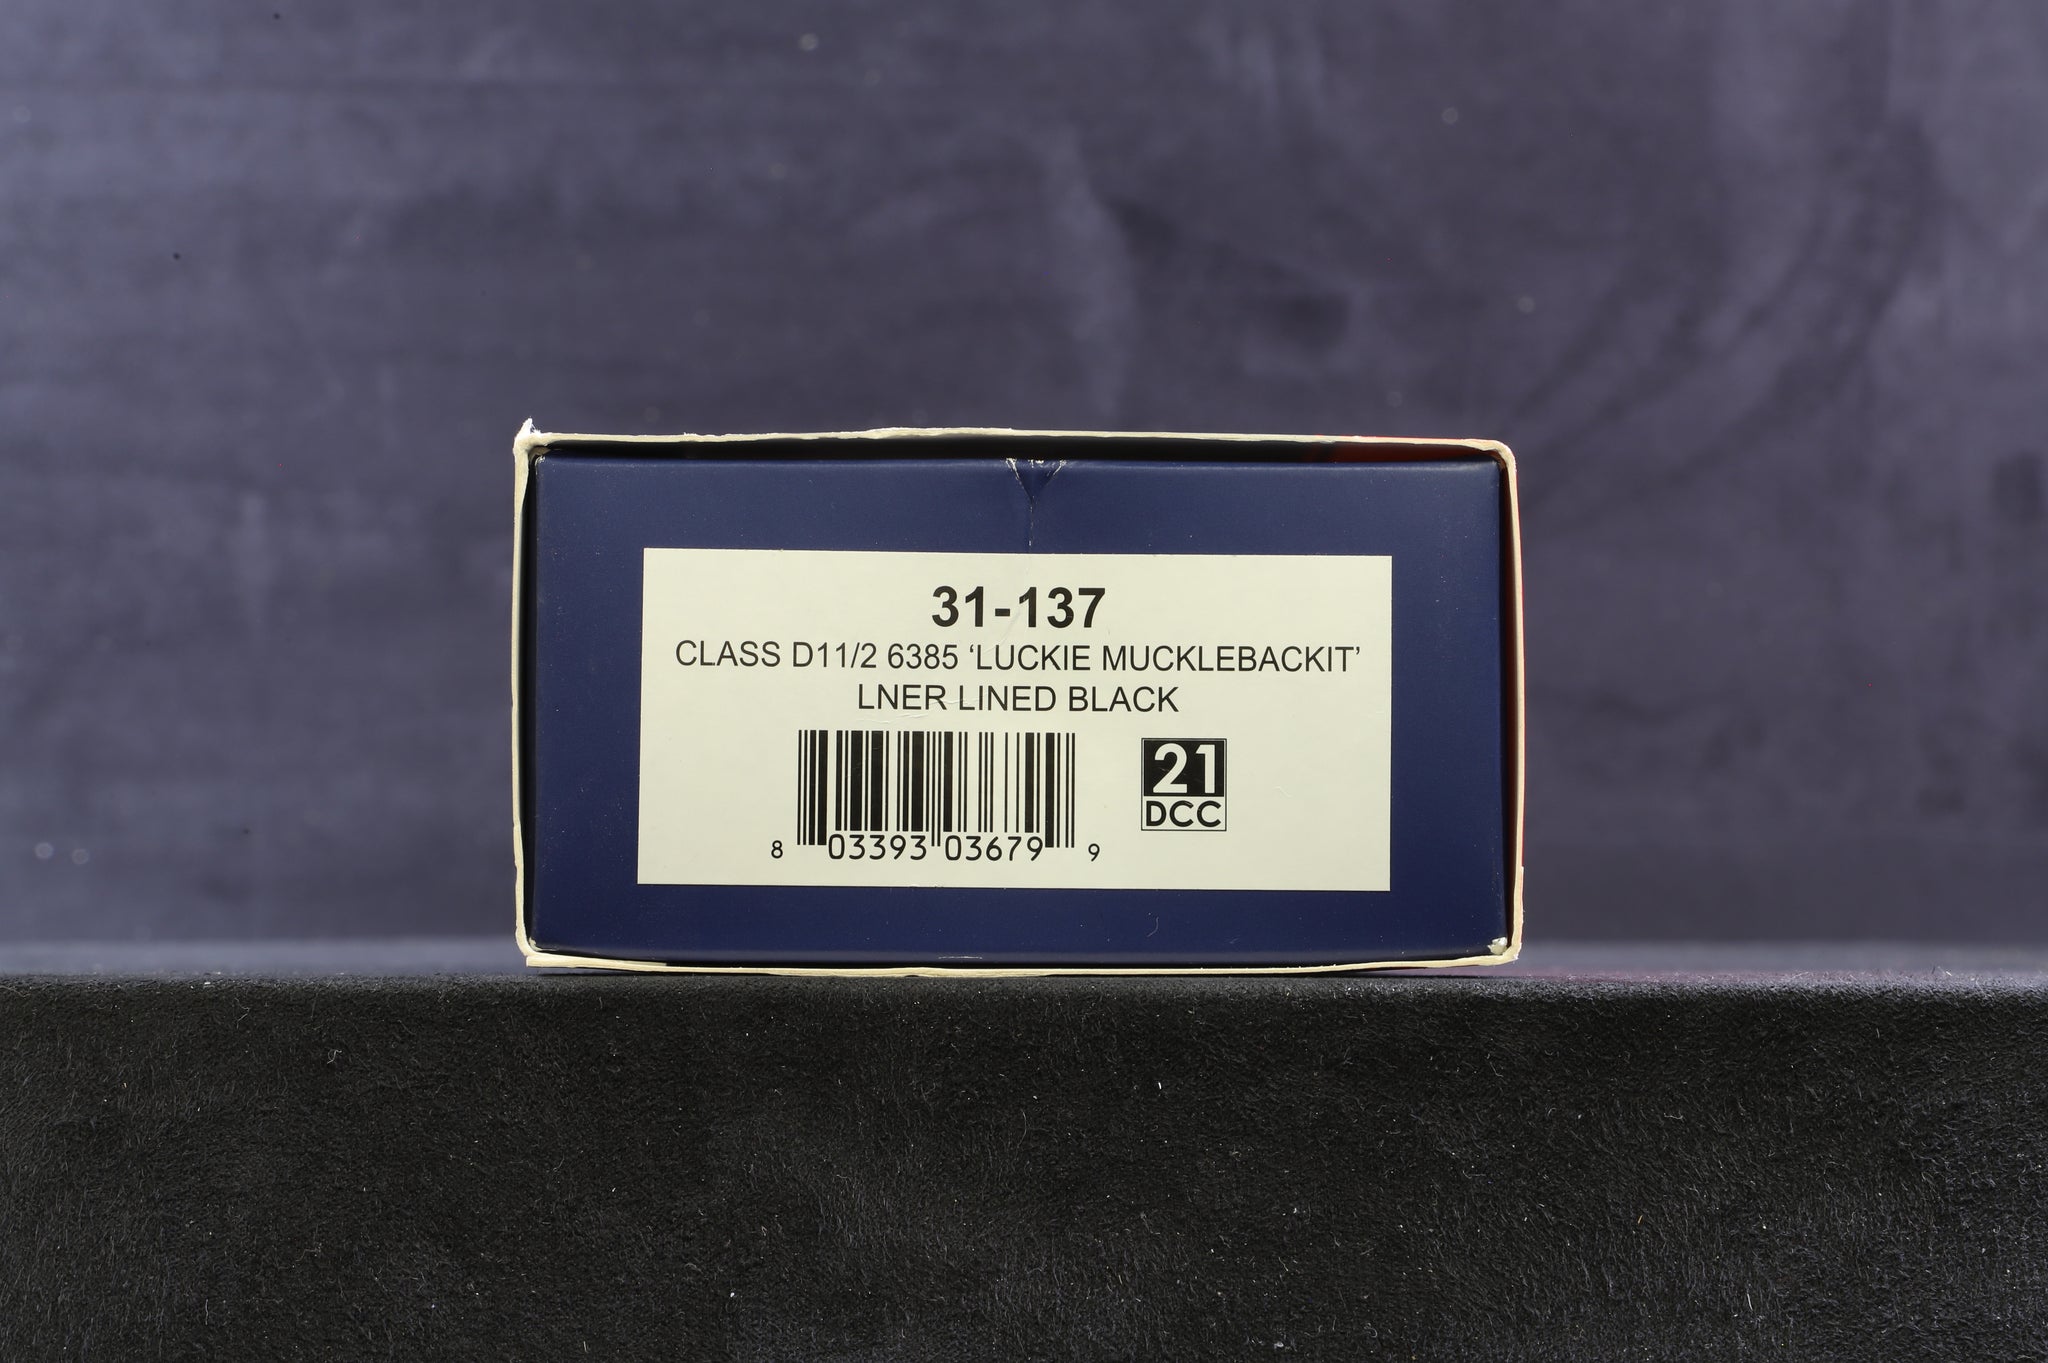 31-137
CLASS D11/2 6385 ‘LUCKIE MUCKLEBACKIT’
LNER LINED BLACK
21
DCC
8 03393 03679 9